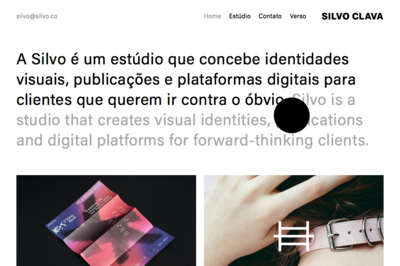 silvo@silvo.co
Home Estúdio Contato Verso SILVO CLAVA
A Silvo é um estúdio que concebe identidades
visuais, publicações e plataformas digitais para
clientes que querem ir contra o óbvio. Silvo is a
studio that creates visual identities,
and digital platforms for forward-thinking clients.